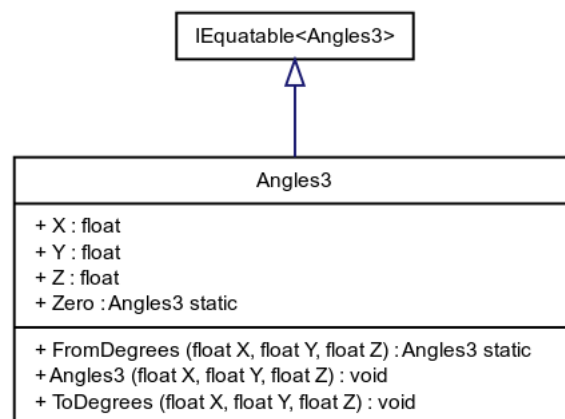 IEquatable<Angles3>
Angles3
+ X : float
+ Y : float
+ Z : float
+ Zero : Angles3 static
+ FromDegrees (float X, float Y, float Z) : Angles3 static
+ Angles3 (float X, float Y, float Z) : void
+ ToDegrees (float X, float Y, float Z) : void